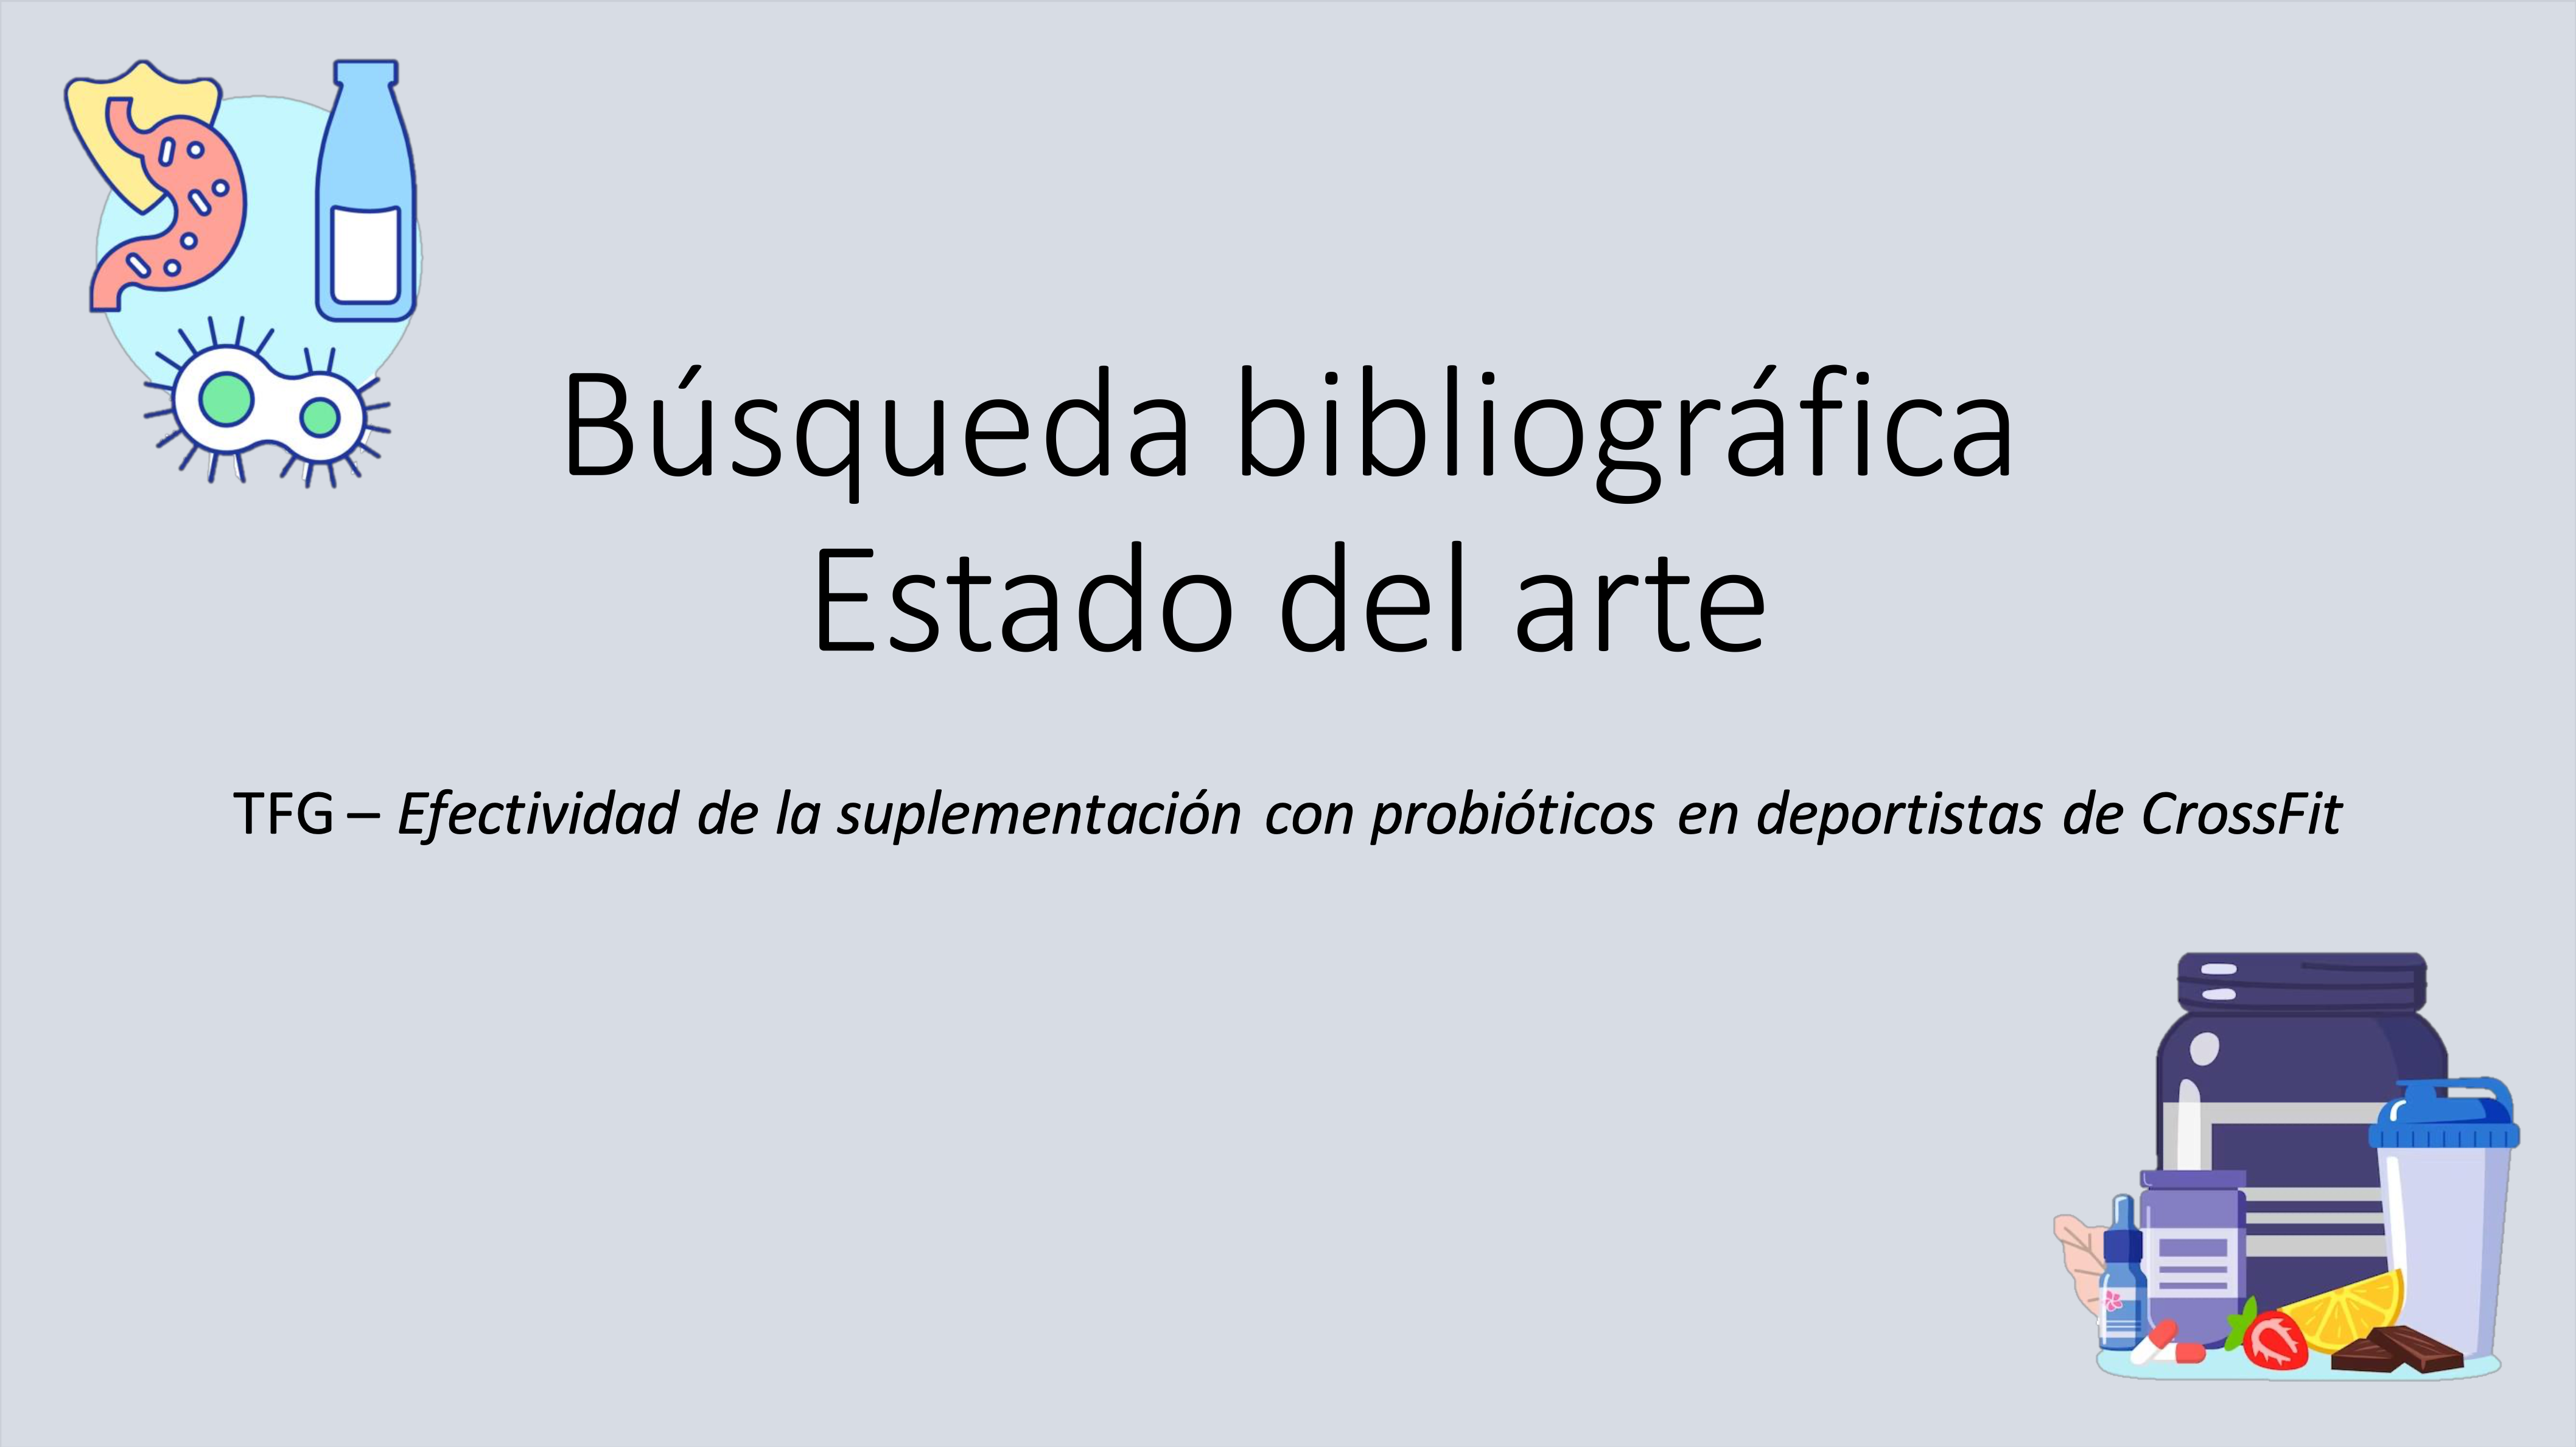 Búsqueda bibliográfica
Estado del arte
TFG – Efectividad de la suplementación con probióticos en deportistas de CrossFit